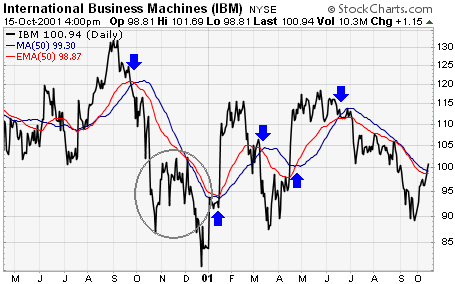 International Business Machines (IBM) NYSE © StockCharts.com
15-Oct-2001 4:00pm Op 98.81 Hi 101.69 Lo 98.81 Last 100.94 Vol 10.3M Chg +1.15
IBM 100.94 (Daily)
MA(50) 99.30
EMA(50) 98.87
130
125
120
115
110
105
100
95
90
85
M J J A S O N D 01 F M A M J J A S O